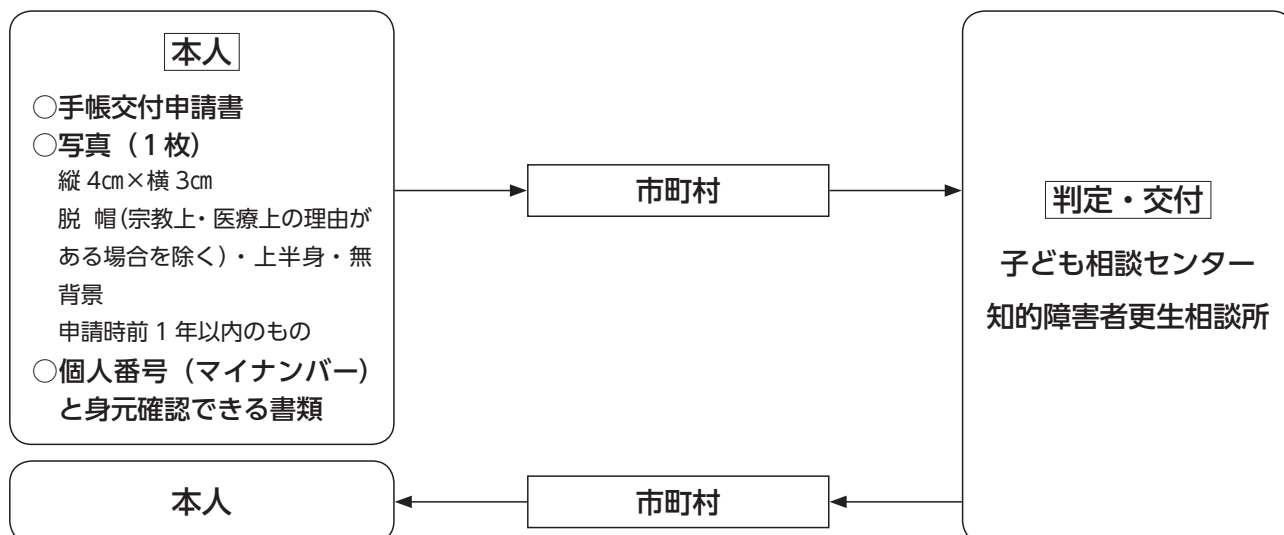 本人
○手帳交付申請書
○写真（１枚）
縦 4㎝×横 3㎝
脱 帽（宗教上・医療上の理由が
ある場合を除く）・上半身・無
背景
申請時前 1 年以内のもの
○個人番号（マイナンバー）
と身元確認できる書類
市町村
判定・交付
子ども相談センター
知的障害者更生相談所
市町村
本人